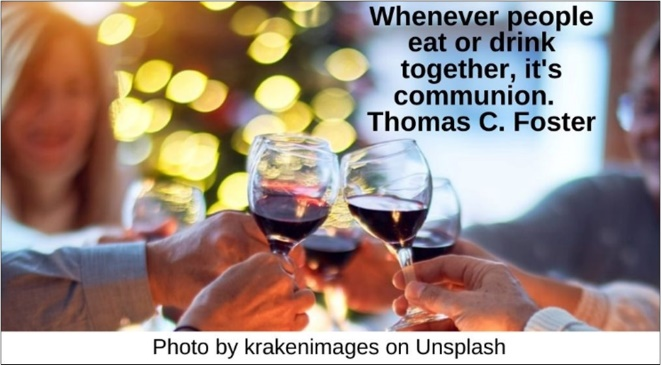 Whenever people
eat or drink
together, it's
communion.
Thomas C. Foster
Photo by krakenimages on Unsplash